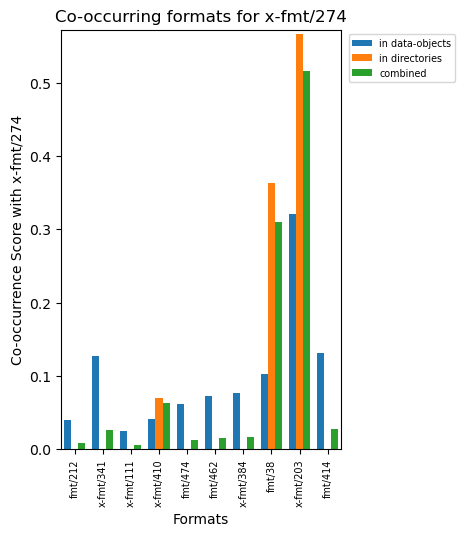 Co-occurring formats for x-fmt/274
in data-objects
in directories
combined
Co-occurrence Score with x-fmt/274
0.5
0.4
0.3
0.2
0.1
0.0
fmt/212
x-fmt/341
x-fmt/111
x-fmt/410
fmt/474
fmt/462
x-fmt/384
fmt/38
x-fmt/203
fmt/414
Formats